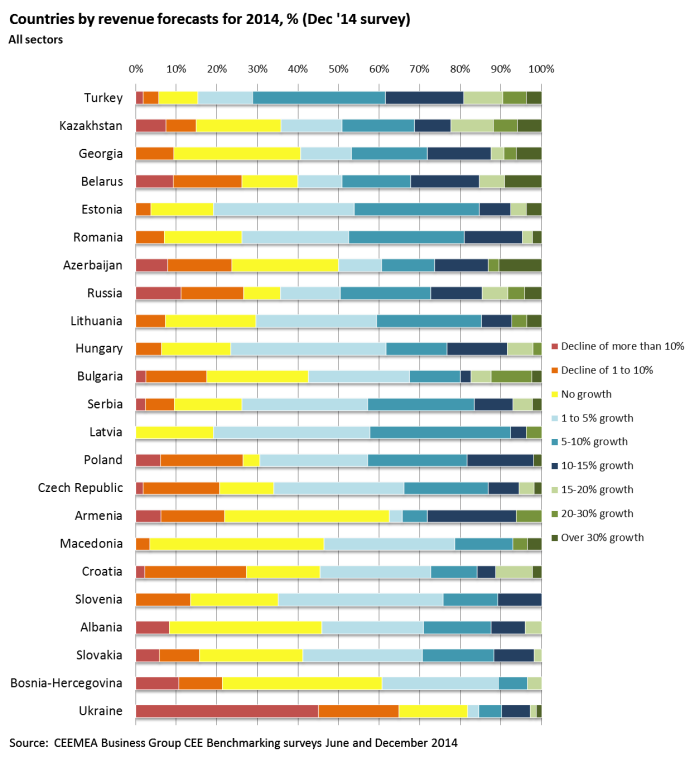 Countries by revenue forecasts for 2014, % (Dec '14 survey)
All sectors
0% 10% 20% 30% 40% 50% 60% 70% 80% 90% 100%
Turkey
Kazakhstan
Georgia
Belarus
Estonia
Romania
Azerbaijan
Russia
Lithuania
Hungary
Bulgaria
Serbia
Latvia
Poland
Czech Republic
Armenia
Macedonia
Croatia
Slovenia
Albania
Slovakia
Bosnia-Hercegovina
Ukraine
Decline of more than 10%
Decline of 1 to 10%
No growth
1 to 5% growth
5-10% growth
10-15% growth
15-20% growth
20-30% growth
Over 30% growth
Source: CEEMEA Business Group CEE Benchmarking surveys June and December 2014